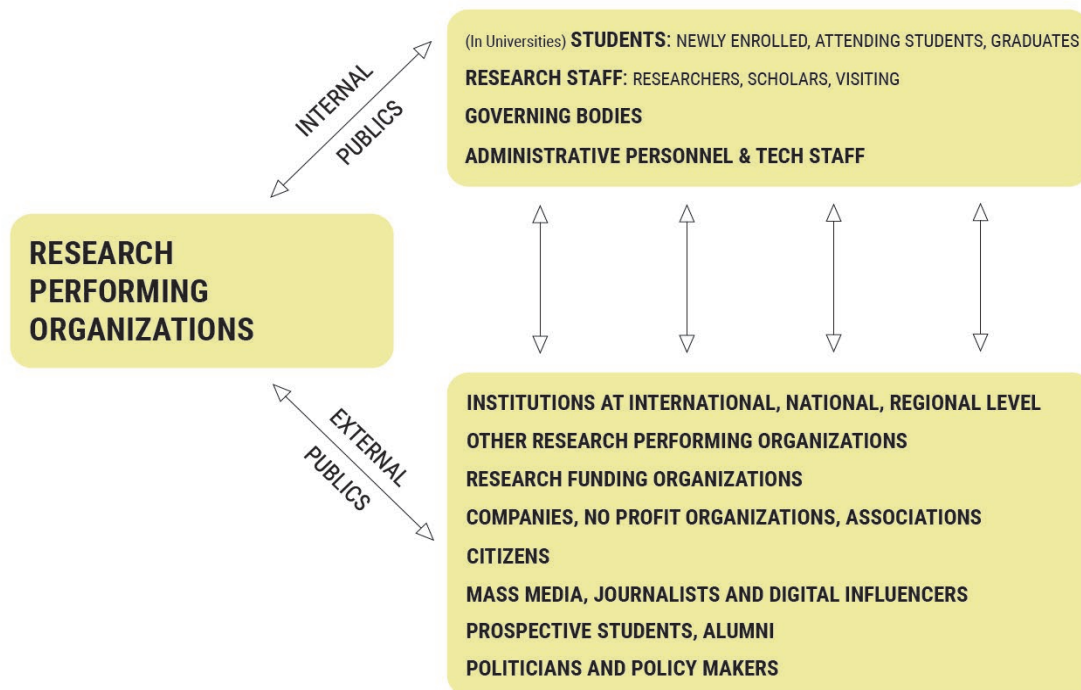 (In Universities) STUDENTS: NEWLY ENROLLED, ATTENDING STUDENTS, GRADUATES
RESEARCH STAFF: RESEARCHERS, SCHOLARS, VISITING
GOVERNING BODIES
ADMINISTRATIVE PERSONNEL & TECH STAFF
INTERNAL
PUBLICS
RESEARCH
PERFORMING
ORGANIZATIONS
EXTERNAL
PUBLICS
INSTITUTIONS AT INTERNATIONAL, NATIONAL, REGIONAL LEVEL
OTHER RESEARCH PERFORMING ORGANIZATIONS
RESEARCH FUNDING ORGANIZATIONS
COMPANIES, NO PROFIT ORGANIZATIONS, ASSOCIATIONS
CITIZENS
MASS MEDIA, JOURNALISTS AND DIGITAL INFLUENCERS
PROSPECTIVE STUDENTS, ALUMNI
POLITICIANS AND POLICY MAKERS